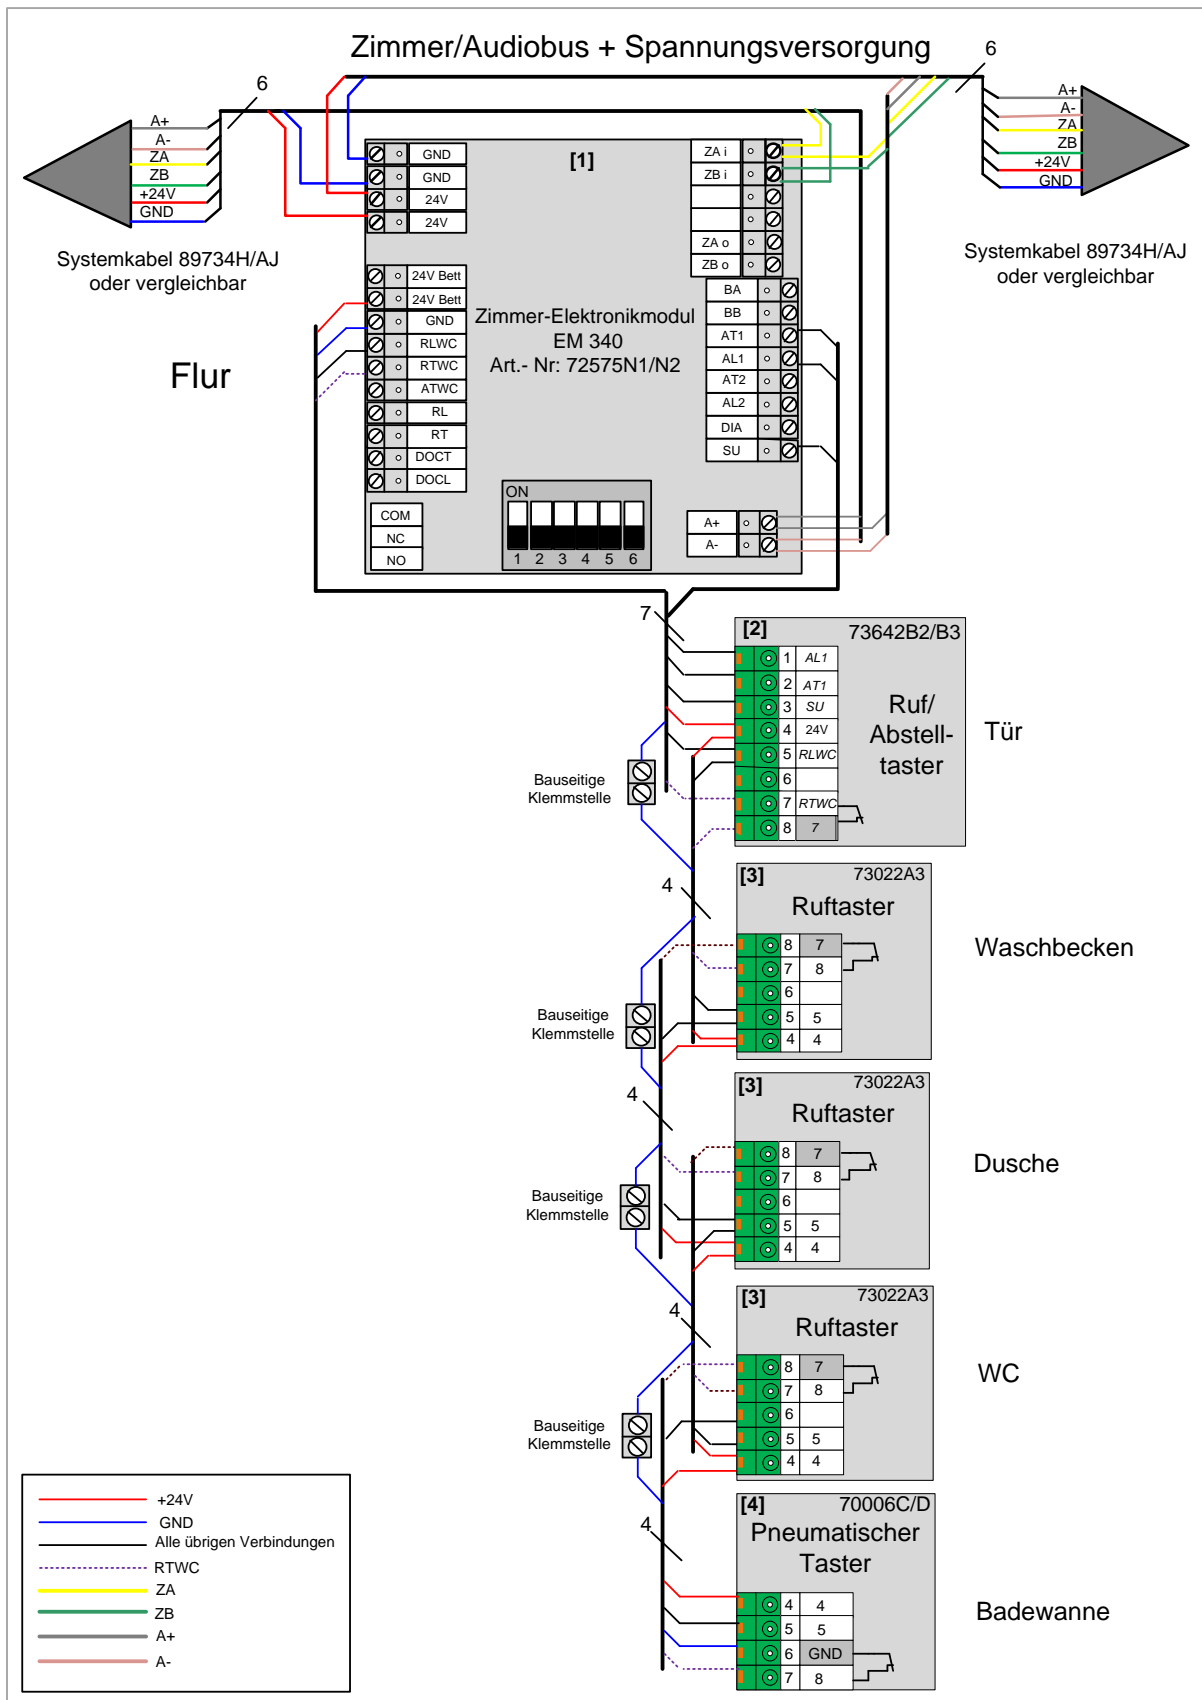 Zimmer/Audiobus + Spannungsversorgung
6
6
A+
A-
ZA
ZB
+24V
GND
A+
A-
ZA
ZB
+24V
GND
Systemkabel 89734H/AJ
oder vergleichbar
Systemkabel 89734H/AJ
oder vergleichbar
Flur
[1]
GND
GND
24V
24V
24V Bett
24V Bett
GND
RLWC
RTWC
ATWC
RL
RT
DOCT
DOCL
COM
NC
NO
Zimmer-Elektronikmodul
EM 340
Art.- Nr: 72575N1/N2
ON
1 2 3 4 5 6
ZA i
ZB i
ZA o
ZB o
BA
BB
AT1
AL1
AT2
AL2
DIA
SU
A+
A-
7
[2] 73642B2/B3
1 AL1
2 AT1
3 SU
4 24V
5 RLWC
6
7 RTWC
8 7
Ruf/
Abstell-
taster
Tür
Bauseitige
Klemmstelle
4
[3] 73022A3
Ruftaster
8 7
7 8
6
5 5
4 4
Waschbecken
Bauseitige
Klemmstelle
4
[3] 73022A3
Ruftaster
8 7
7 8
6
5 5
4 4
Dusche
Bauseitige
Klemmstelle
4
[3] 73022A3
Ruftaster
8 7
7 8
6
5 5
4 4
WC
Bauseitige
Klemmstelle
4
[4] 70006C/D
Pneumatischer
Taster
4 4
5 5
6 GND
7 8
Badewanne
+24V
GND
Alle übrigen Verbindungen
RTWC
ZA
ZB
A+
A-